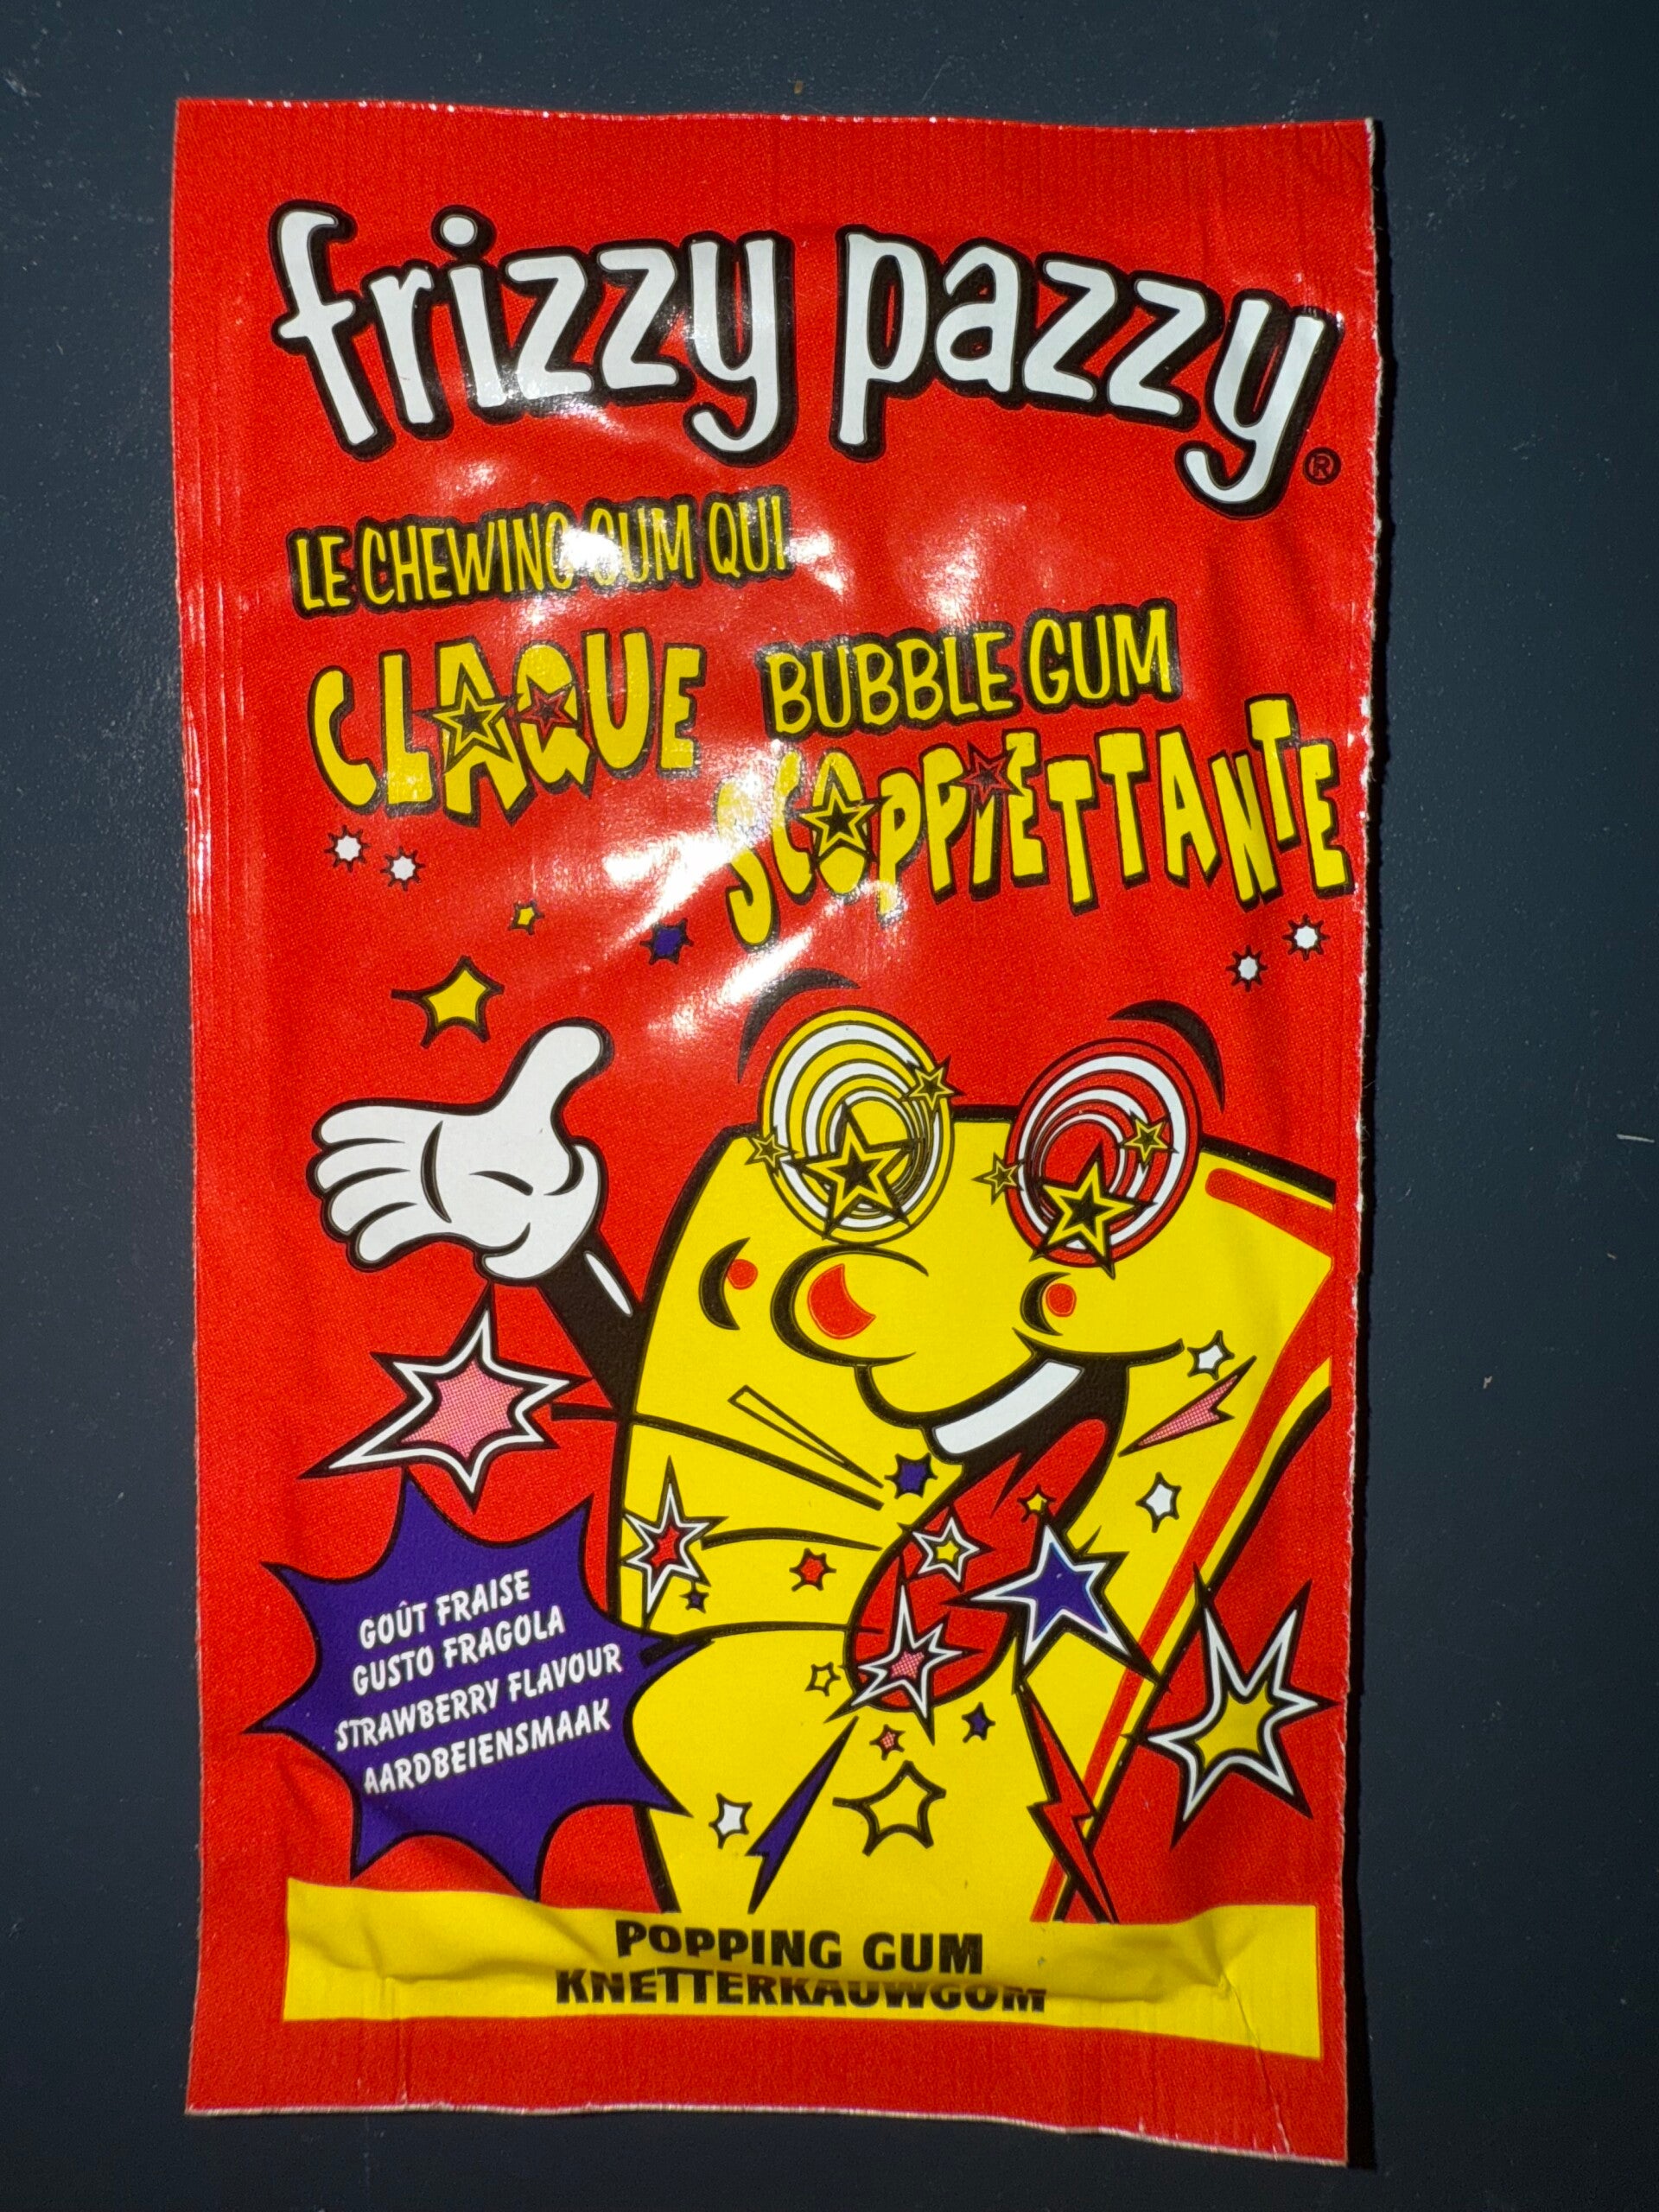 frizzy pazzy®
LE CHEWING GUM QUI
CLAQUE
BUBBLE GUM
SCOPPIETTANTE
GOÛT FRAISE
GUSTO FRAGOLA
STRAWBERRY FLAVOUR
AARDBEIENSMAAK
POPPING GUM
KNETTERKAUWGOM